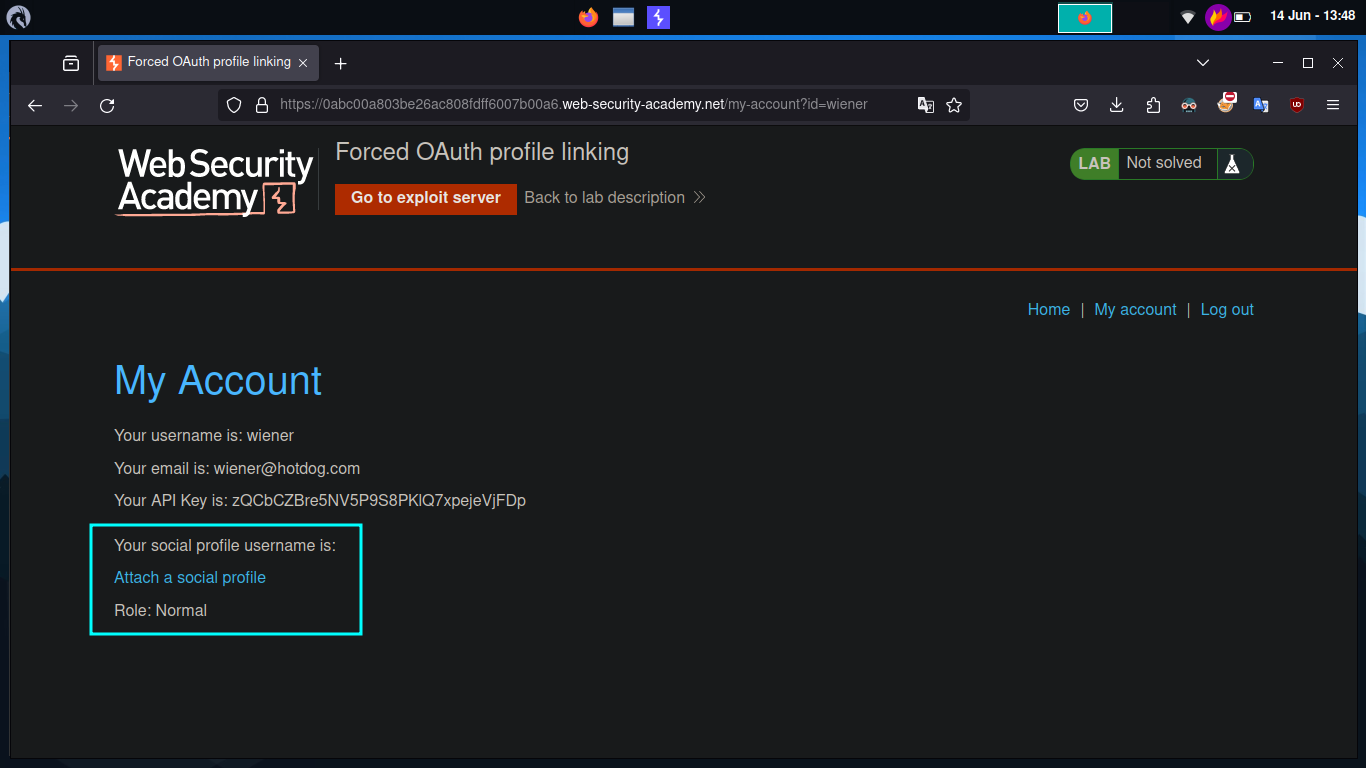 14 Jun - 13:48
Forced OAuth profile linking
https://0abc00a803be26ac808fdff6007b00a6.web-security-academy.net/my-account?id=wiener
Web Security
Academy
Forced OAuth profile linking
Go to exploit server
Back to lab description
LAB
Not solved
Home | My account | Log out
My Account
Your username is: wiener
Your email is: wiener@hotdog.com
Your API Key is: zQCbCZBre5NV5P9S8PKlQ7xpejeVjFDp
Your social profile username is:
Attach a social profile
Role: Normal